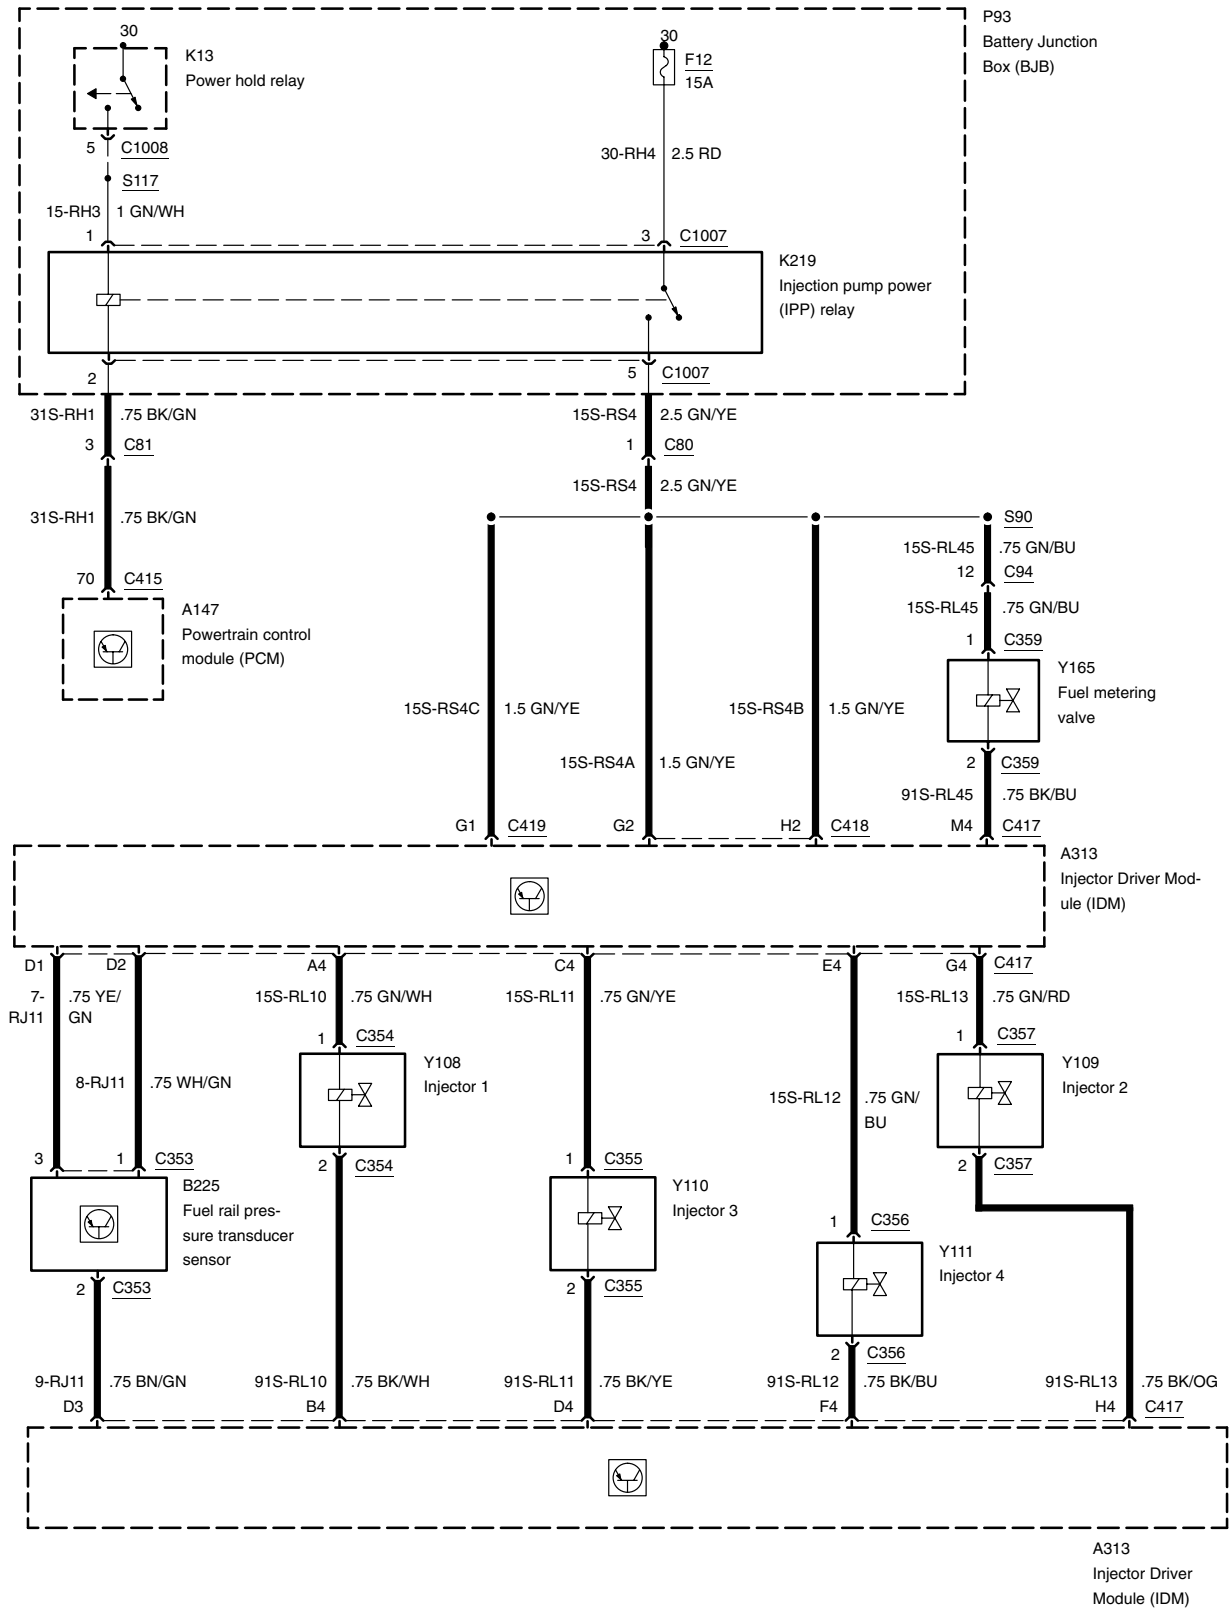 P93
Battery Junction
Box (BJB)
30
K13
Power hold relay
30
F12
15A
5 C1008
S117
30-RH4 2.5 RD
15-RH3 1 GN/WH
1
3 C1007
K219
Injection pump power
(IPP) relay
2
5 C1007
31S-RH1 .75 BK/GN
15S-RS4 2.5 GN/YE
3 C81
1 C80
15S-RS4 2.5 GN/YE
31S-RH1 .75 BK/GN
S90
15S-RL45 .75 GN/BU
12 C94
70 C415
15S-RL45 .75 GN/BU
A147
Powertrain control
module (PCM)
1 C359
Y165
Fuel metering
valve
15S-RS4C 1.5 GN/YE
15S-RS4B 1.5 GN/YE
15S-RS4A 1.5 GN/YE
2 C359
91S-RL45 .75 BK/BU
G1 C419
G2
H2 C418
M4 C417
A313
Injector Driver Mod-
ule (IDM)
D1
D2
A4
C4
E4
G4 C417
7-
RJ11
.75 YE/
GN
15S-RL10 .75 GN/WH
15S-RL11 .75 GN/YE
15S-RL13 .75 GN/RD
1 C354
1 C357
Y108
Injector 1
Y109
Injector 2
8-RJ11 .75 WH/GN
15S-RL12
.75 GN/
BU
3
1 C353
2 C354
1 C355
2 C357
B225
Fuel rail pres-
sure transducer
sensor
Y110
Injector 3
1 C356
Y111
Injector 4
2 C353
2 C355
2 C356
9-RJ11 .75 BN/GN
91S-RL10 .75 BK/WH
91S-RL11 .75 BK/YE
91S-RL12 .75 BK/BU
91S-RL13 .75 BK/OG
D3
B4
D4
F4
H4 C417
A313
Injector Driver
Module (IDM)